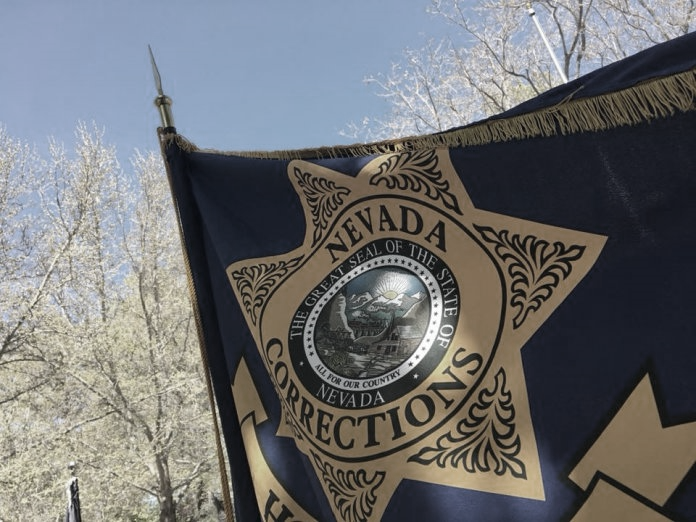 NEVADA
THE GREAT SEAL OF THE STATE OF
NEVADA
ALL FOR OUR COUNTRY
CORRECTIONS